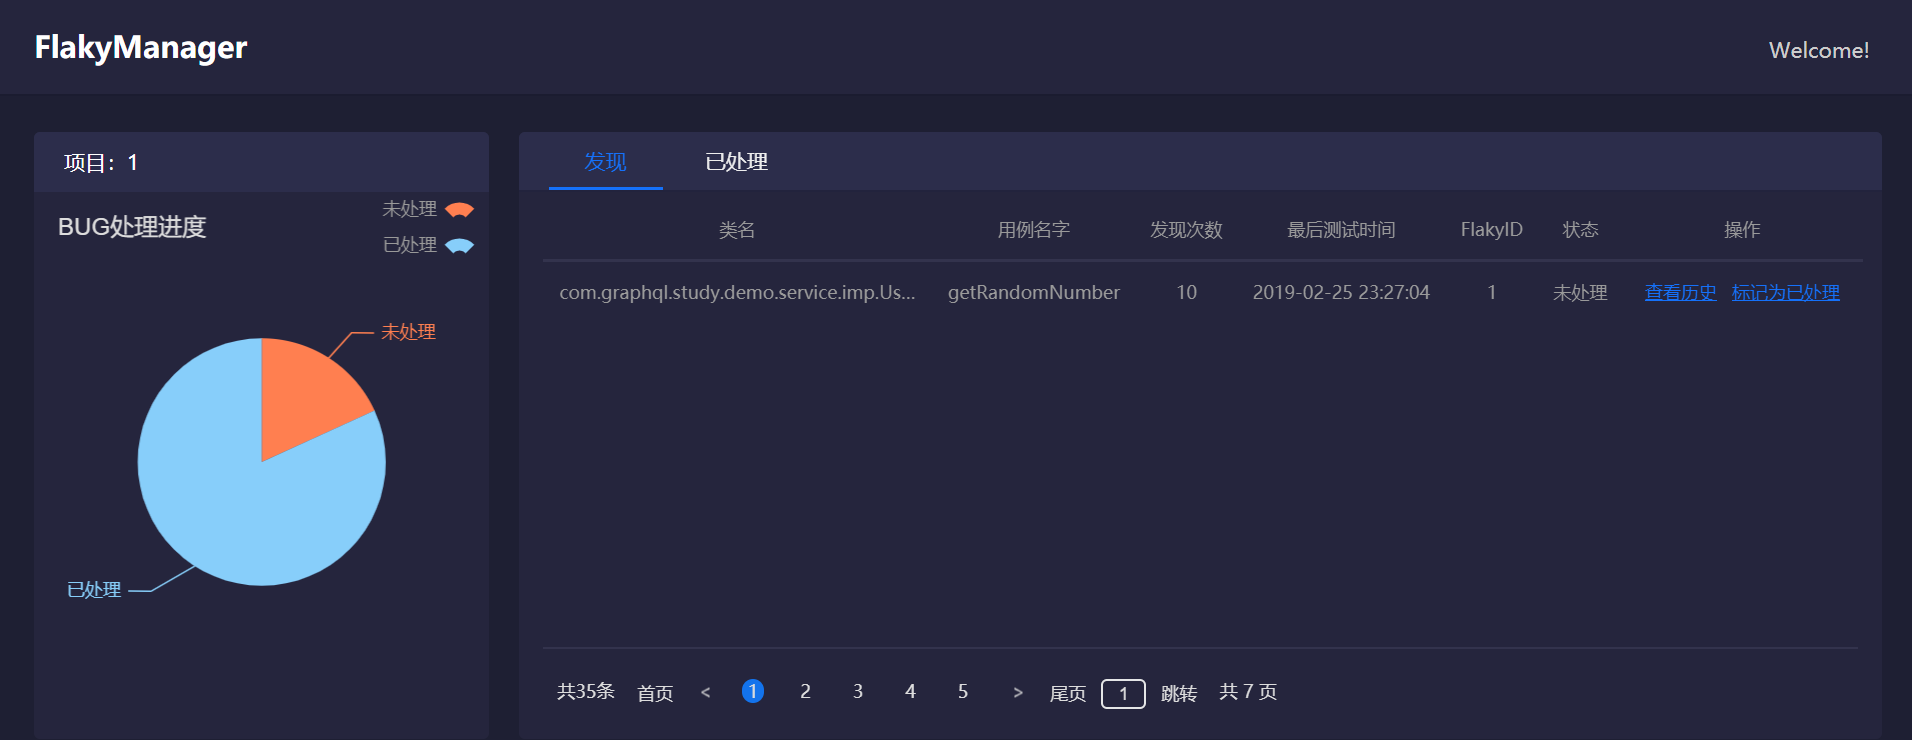 FlakyManager
Welcome!
项目：1
BUG处理进度
未处理
已处理
未处理
已处理
发现 已处理
类名 用例名字 发现次数 最后测试时间 FlakyID 状态 操作
com.graphql.study.demo.service.imp.Us... getRandomNumber 10 2019-02-25 23:27:04 1 未处理 查看历史 标记为已处理
共35条 首页 < 1 2 3 4 5 > 尾页 1 跳转 共 7 页